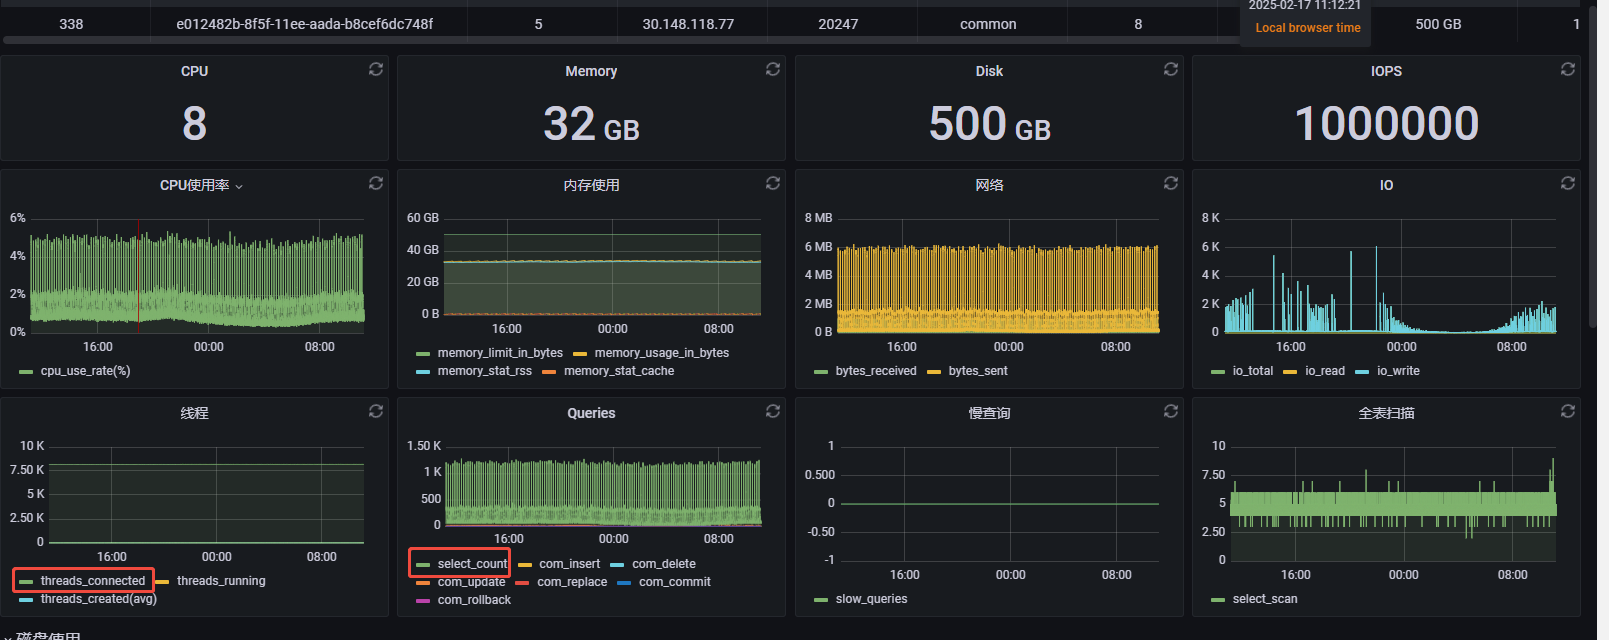 2025-02-17 11:12:21
338 e012482b-8f5f-11ee-aada-b8cef6dc748f 5 30.148.118.77 20247 common 8 500 GB 1
Local browser time
CPU Memory Disk IOPS
8 32 GB 500 GB 1000000
CPU使用率 内存使用 网络 IO
6%
4%
2%
0%
16:00 00:00 08:00
cpu_use_rate(%)
60 GB
40 GB
20 GB
0 B
16:00 00:00 08:00
memory_limit_in_bytes memory_usage_in_bytes
memory_stat_rss memory_stat_cache
8 MB
6 MB
4 MB
2 MB
0 B
16:00 00:00 08:00
bytes_received bytes_sent
8 K
6 K
4 K
2 K
0
16:00 00:00 08:00
io_total io_read io_write
线程 Queries 慢查询 全表扫描
10 K
7.50 K
5 K
2.50 K
0
16:00 00:00 08:00
threads_connected threads_running
threads_created(avg)
1.50 K
1 K
500
0
16:00 00:00 08:00
select_count com_insert com_delete
com_update com_replace com_commit
com_rollback
1
0.500
0
-0.50
-1
16:00 00:00 08:00
slow_queries
10
7.50
5
2.50
0
16:00 00:00 08:00
select_scan
磁盘使用